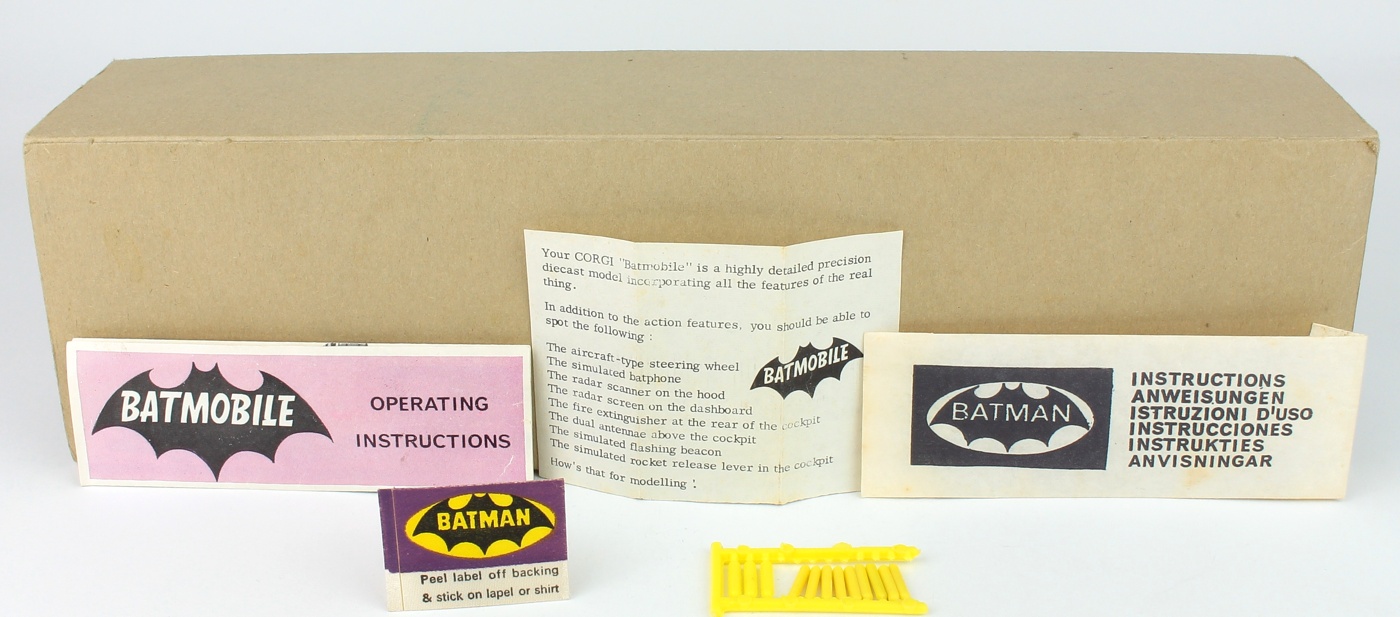 BATMOBILE
OPERATING
INSTRUCTIONS
Your CORGI "Batmobile" is a highly detailed precision
diecast model incorporating all the features of the real
thing.
In addition to the action features, you should be able to
spot the following :
The aircraft-type steering wheel
The simulated batphone
The radar scanner on the hood
The radar screen on the dashboard
The fire extinguisher at the rear of the cockpit
The dual antennae above the cockpit
The simulated flashing beacon
The simulated rocket release lever in the cockpit
How's that for modelling !
BATMOBILE
BATMAN
INSTRUCTIONS
ANWEISUNGEN
ISTRUZIONI D'USO
INSTRUCCIONES
INSTRUKTIES
ANVISNINGAR
BATMAN
Peel label off backing
& stick on lapel or shirt